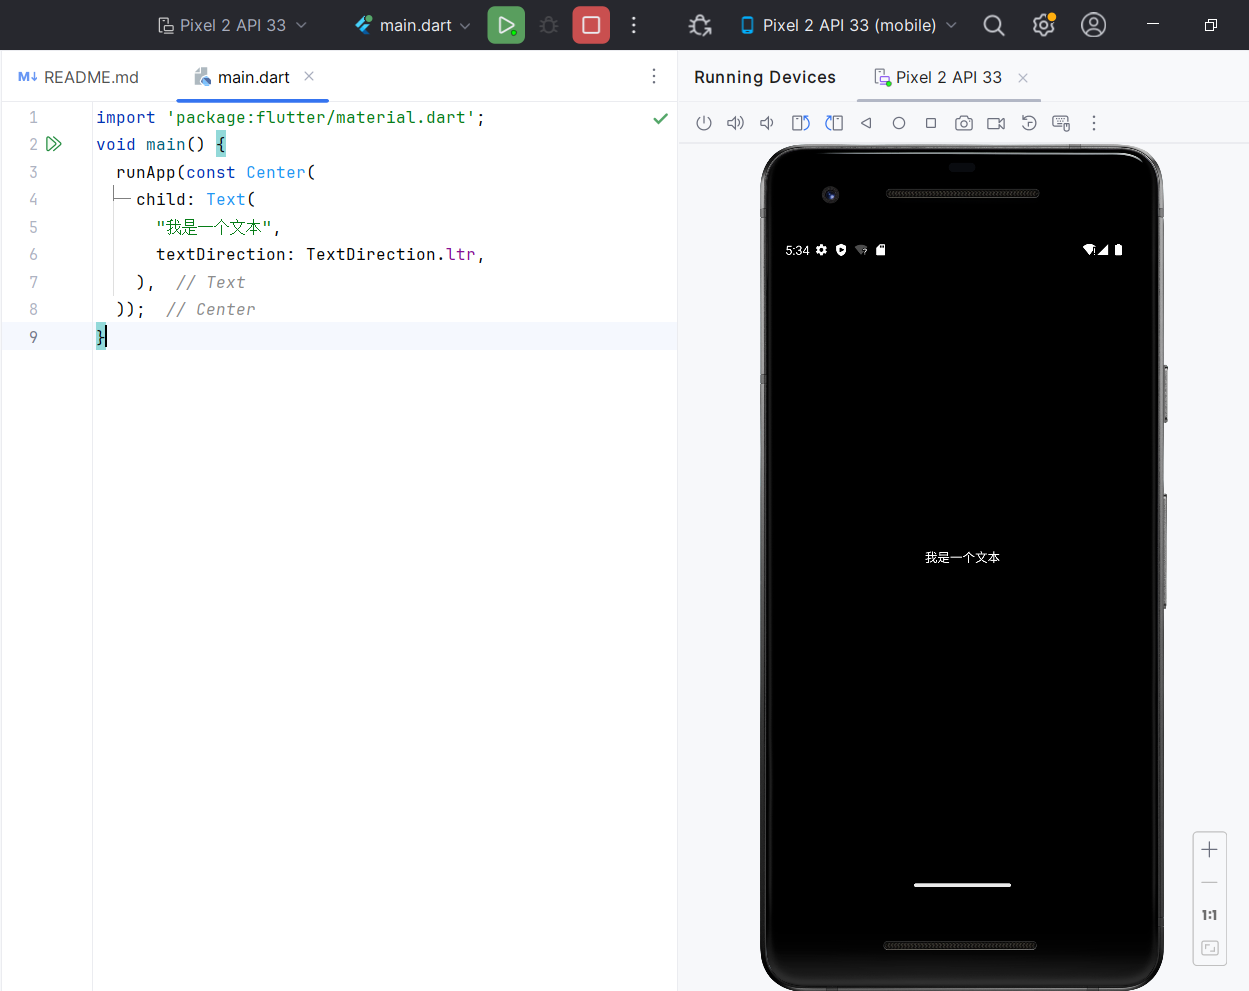 Pixel 2 API 33 main.dart Pixel 2 API 33 (mobile)
M↓ README.md main.dart
Running Devices Pixel 2 API 33
1 import 'package:flutter/material.dart';
2 void main() {
3 runApp(const Center(
4 child: Text(
5 "我是一个文本",
6 textDirection: TextDirection.ltr,
7 ), // Text
8 )); // Center
9 }
5:34
我是一个文本
1:1